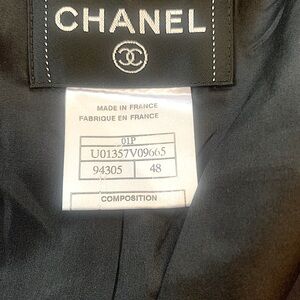 CHANEL
MADE IN FRANCE
FABRIQUE EN FRANCE
01P
U01357V09665
94305 48
COMPOSITION